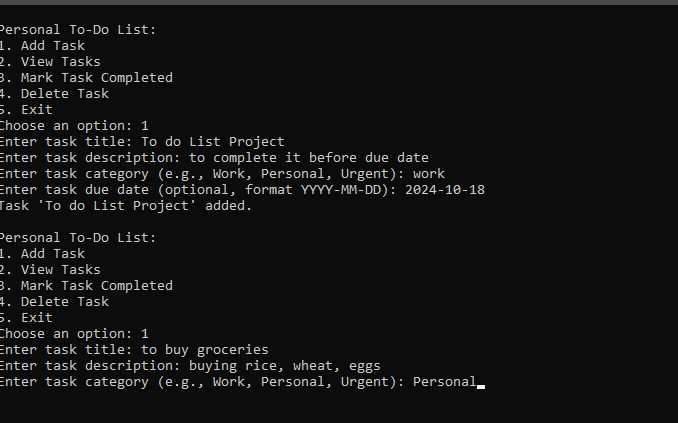 Personal To-Do List:
1. Add Task
2. View Tasks
3. Mark Task Completed
4. Delete Task
5. Exit
Choose an option: 1
Enter task title: To do List Project
Enter task description: to complete it before due date
Enter task category (e.g., Work, Personal, Urgent): work
Enter task due date (optional, format YYYY-MM-DD): 2024-10-18
Task 'To do List Project' added.
Personal To-Do List:
1. Add Task
2. View Tasks
3. Mark Task Completed
4. Delete Task
5. Exit
Choose an option: 1
Enter task title: to buy groceries
Enter task description: buying rice, wheat, eggs
Enter task category (e.g., Work, Personal, Urgent): Personal